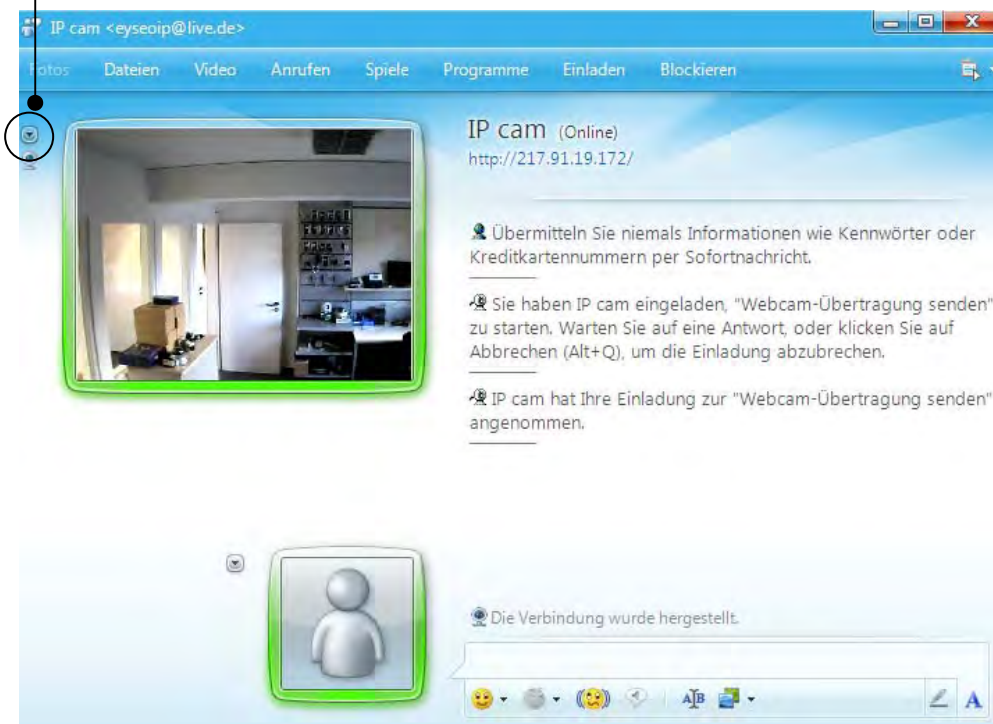 IP cam <eyseoip@live.de>
Fotos Dateien Video Anrufen Spiele Programme Einladen Blockieren
IP cam (Online)
http://217.91.19.172/
Übermitteln Sie niemals Informationen wie Kennwörter oder
Kreditkartennummern per Sofortnachricht.
Sie haben IP cam eingeladen, "Webcam-Übertragung senden"
zu starten. Warten Sie auf eine Antwort, oder klicken Sie auf
Abbrechen (Alt+Q), um die Einladung abzubrechen.
IP cam hat Ihre Einladung zur "Webcam-Übertragung senden"
angenommen.
Die Verbindung wurde hergestellt.